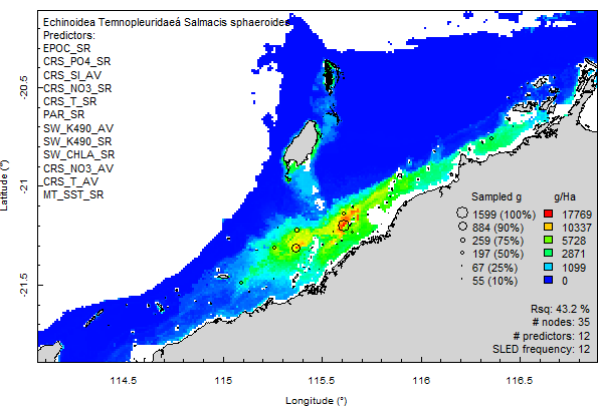 Echinoidea Temnopleuridaeá Salmacis sphaeroides
Predictors:
EPOC_SR
CRS_PO4_SR
CRS_SI_AV
CRS_NO3_SR
CRS_T_SR
PAR_SR
SW_K490_AV
SW_K490_SR
SW_CHLA_SR
CRS_NO3_AV
CRS_T_AV
MT_SST_SR
-20.5
-21
-21.5
Latitude (°)
Sampled g g/Ha
1599 (100%) 17769
884 (90%) 10337
259 (75%) 5728
197 (50%) 2871
67 (25%) 1099
55 (10%) 0
Rsq: 43.2 %
# nodes: 35
# predictors: 12
SLED frequency: 12
114.5 115 115.5 116 116.5
Longitude (°)